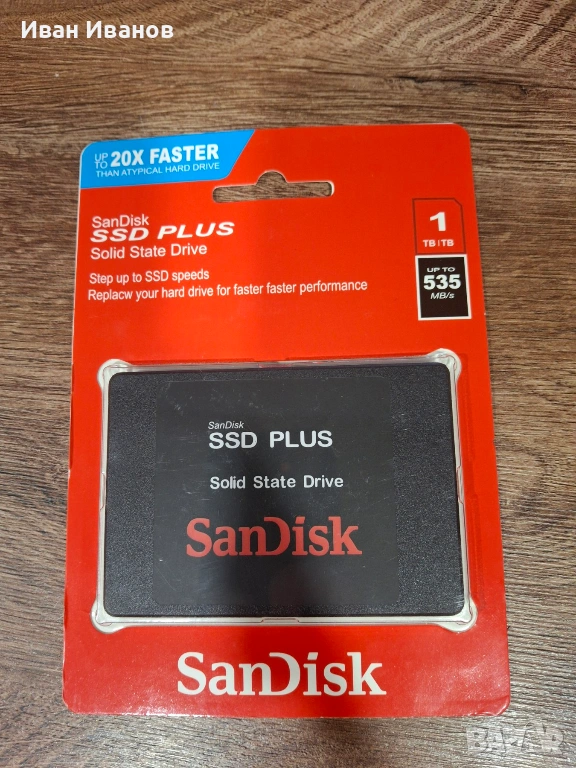 Иван Иванов
UP TO 20X FASTER
THAN ATYPICAL HARD DRIVE
SanDisk
SSD PLUS
Solid State Drive
Step up to SSD speeds
Replacw your hard drive for faster faster performance
1
TB | TB
UP TO
535
MB/s
SanDisk
SSD PLUS
Solid State Drive
SanDisk
SanDisk
BAZAR